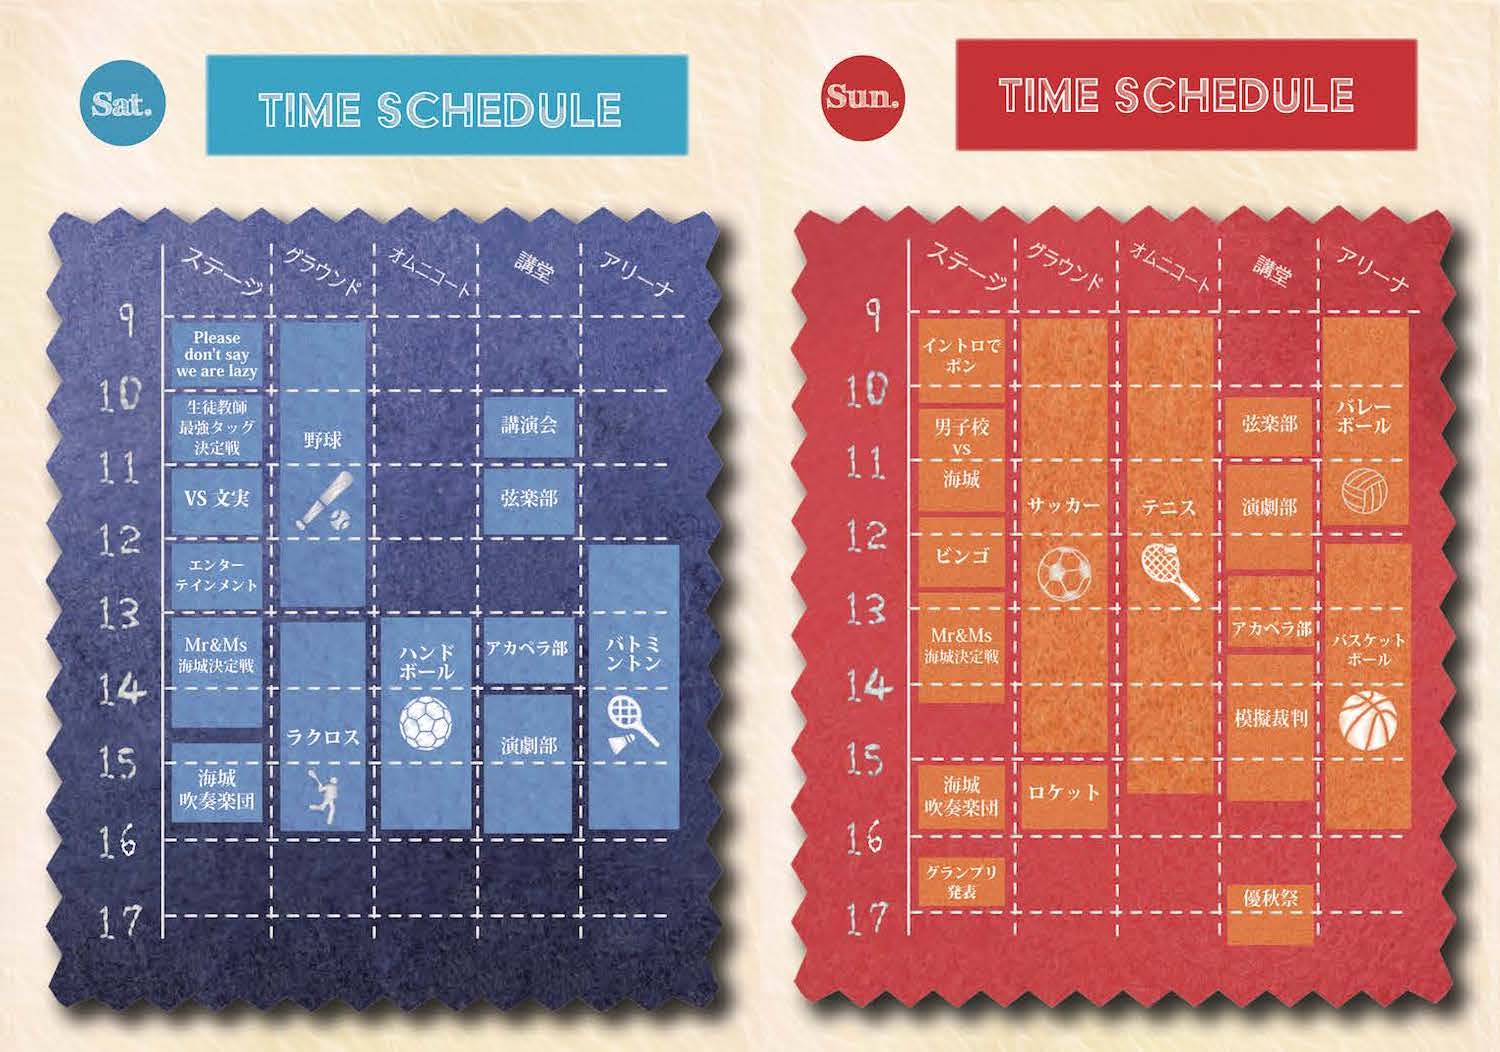 Sat.
TIME SCHEDULE
ステージ
グラウンド
オムニコート
講堂
アリーナ
9
10
11
12
13
14
15
16
17
Please
don't say
we are lazy
生徒教師
最強タッグ
決定戦
VS 文実
エンター
テインメント
Mr&Ms
海城決定戦
海城
吹奏楽団
野球
ラクロス
ハンド
ボール
講演会
弦楽部
アカペラ部
演劇部
バトミ
ントン
Sun.
TIME SCHEDULE
ステージ
グラウンド
オムニコート
講堂
アリーナ
9
10
11
12
13
14
15
16
17
イントロで
ポン
男子校
vs
海城
ビンゴ
Mr&Ms
海城決定戦
海城
吹奏楽団
グランプリ
発表
サッカー
ロケット
テニス
弦楽部
演劇部
アカペラ部
模擬裁判
優秋祭
バレー
ボール
バスケット
ボール